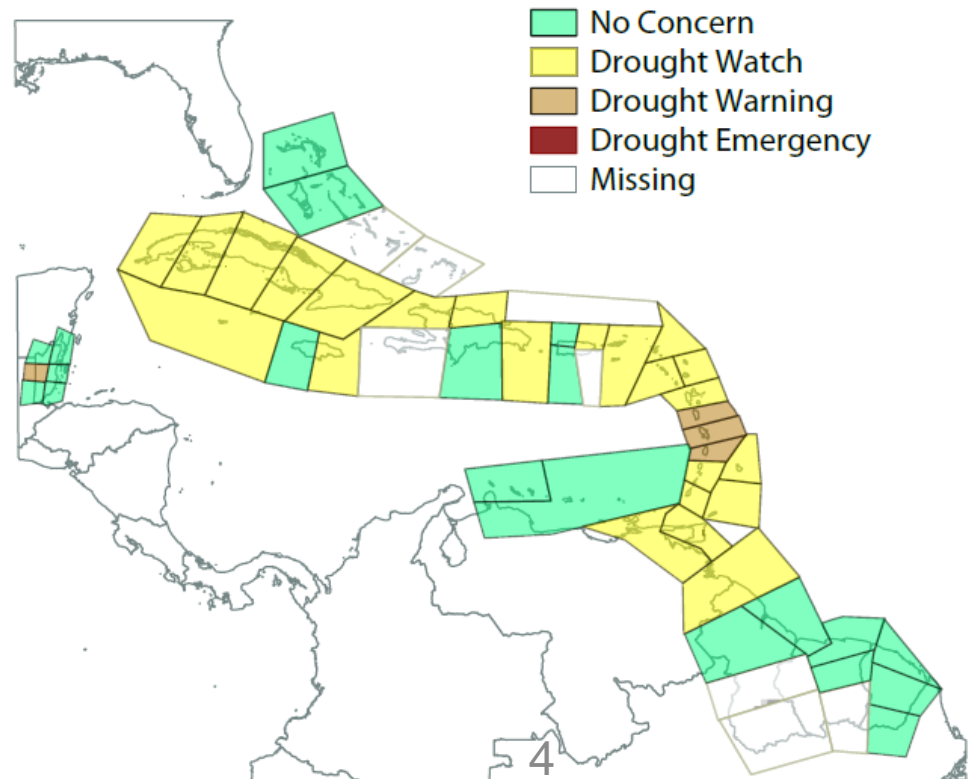 No Concern
Drought Watch
Drought Warning
Drought Emergency
Missing
4